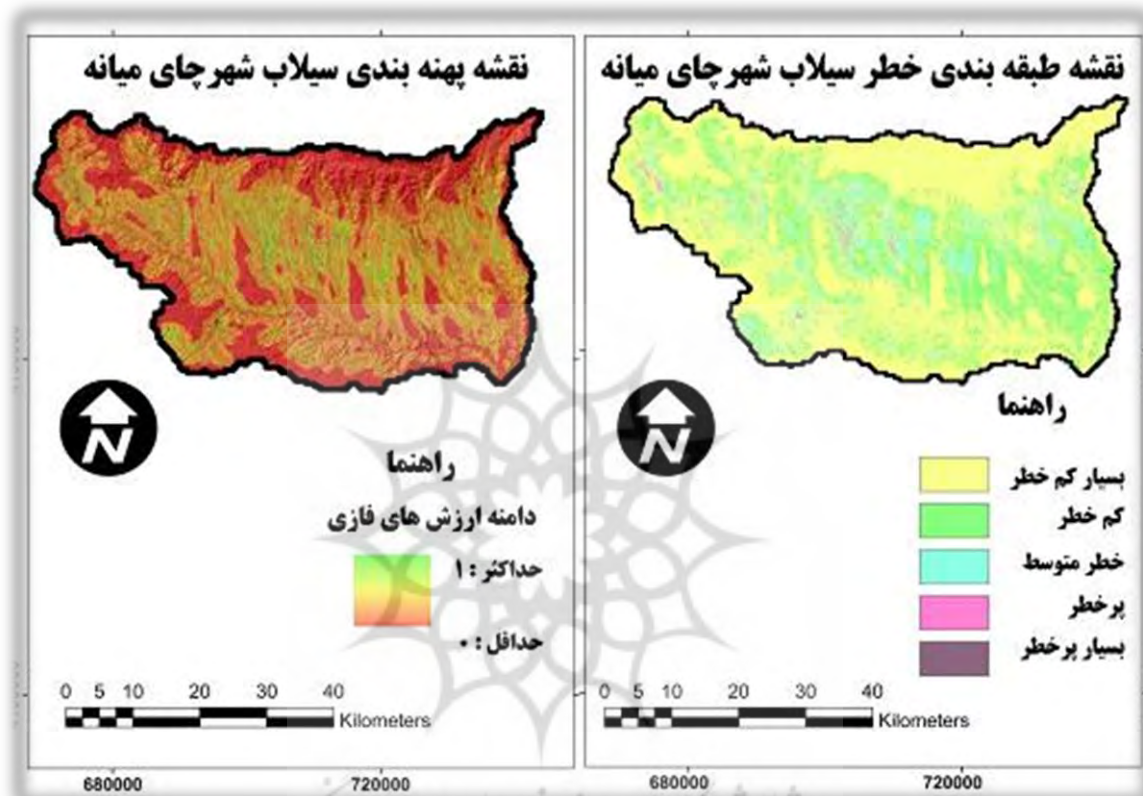 نقشه طبقه بندی خطر سیلاب شهرچای میانه
راهنما
بسیار کم خطر
کم خطر
خطر متوسط
پرخطر
بسیار پرخطر
N
0 5 10 20 30 40
Kilometers
680000 720000
نقشه پهنه بندی سیلاب شهرچای میانه
N
راهنما
دامنه ارزش های فازی
حداکثر : ۱
حداقل : ۰
0 5 10 20 30 40
Kilometers
680000 720000